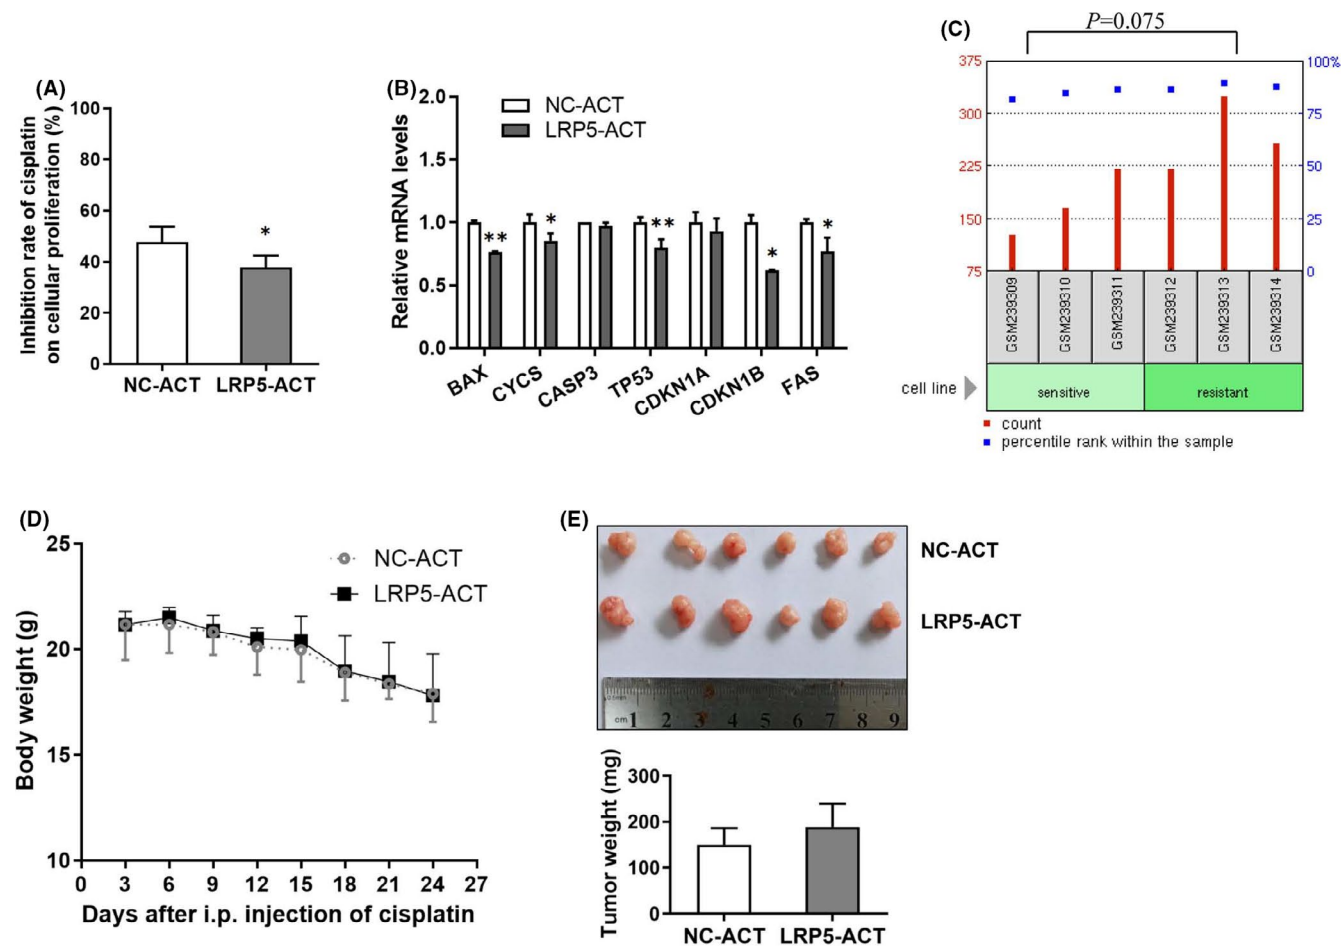 (A)
Inhibition rate of cisplatin
on cellular proliferation (%)
100
80
60
40
20
0
*
NC-ACT LRP5-ACT
(B)
Relative mRNA levels
2.0
1.5
1.0
0.5
0.0
NC-ACT
LRP5-ACT
** * ** * *
BAX CYCS CASP3 TP53 CDKN1A CDKN1B FAS
(C)
P=0.075
375
300
225
150
75
100%
75
50
25
0
GSM239309 GSM239310 GSM239311 GSM239312 GSM239313 GSM239314
cell line sensitive resistant
count
percentile rank within the sample
(D)
Body weight (g)
25
20
15
10
NC-ACT
LRP5-ACT
0 3 6 9 12 15 18 21 24 27
Days after i.p. injection of cisplatin
(E)
NC-ACT
LRP5-ACT
cm 1 2 3 4 5 6 7 8 9
Tumor weight (mg)
300
200
100
0
NC-ACT LRP5-ACT